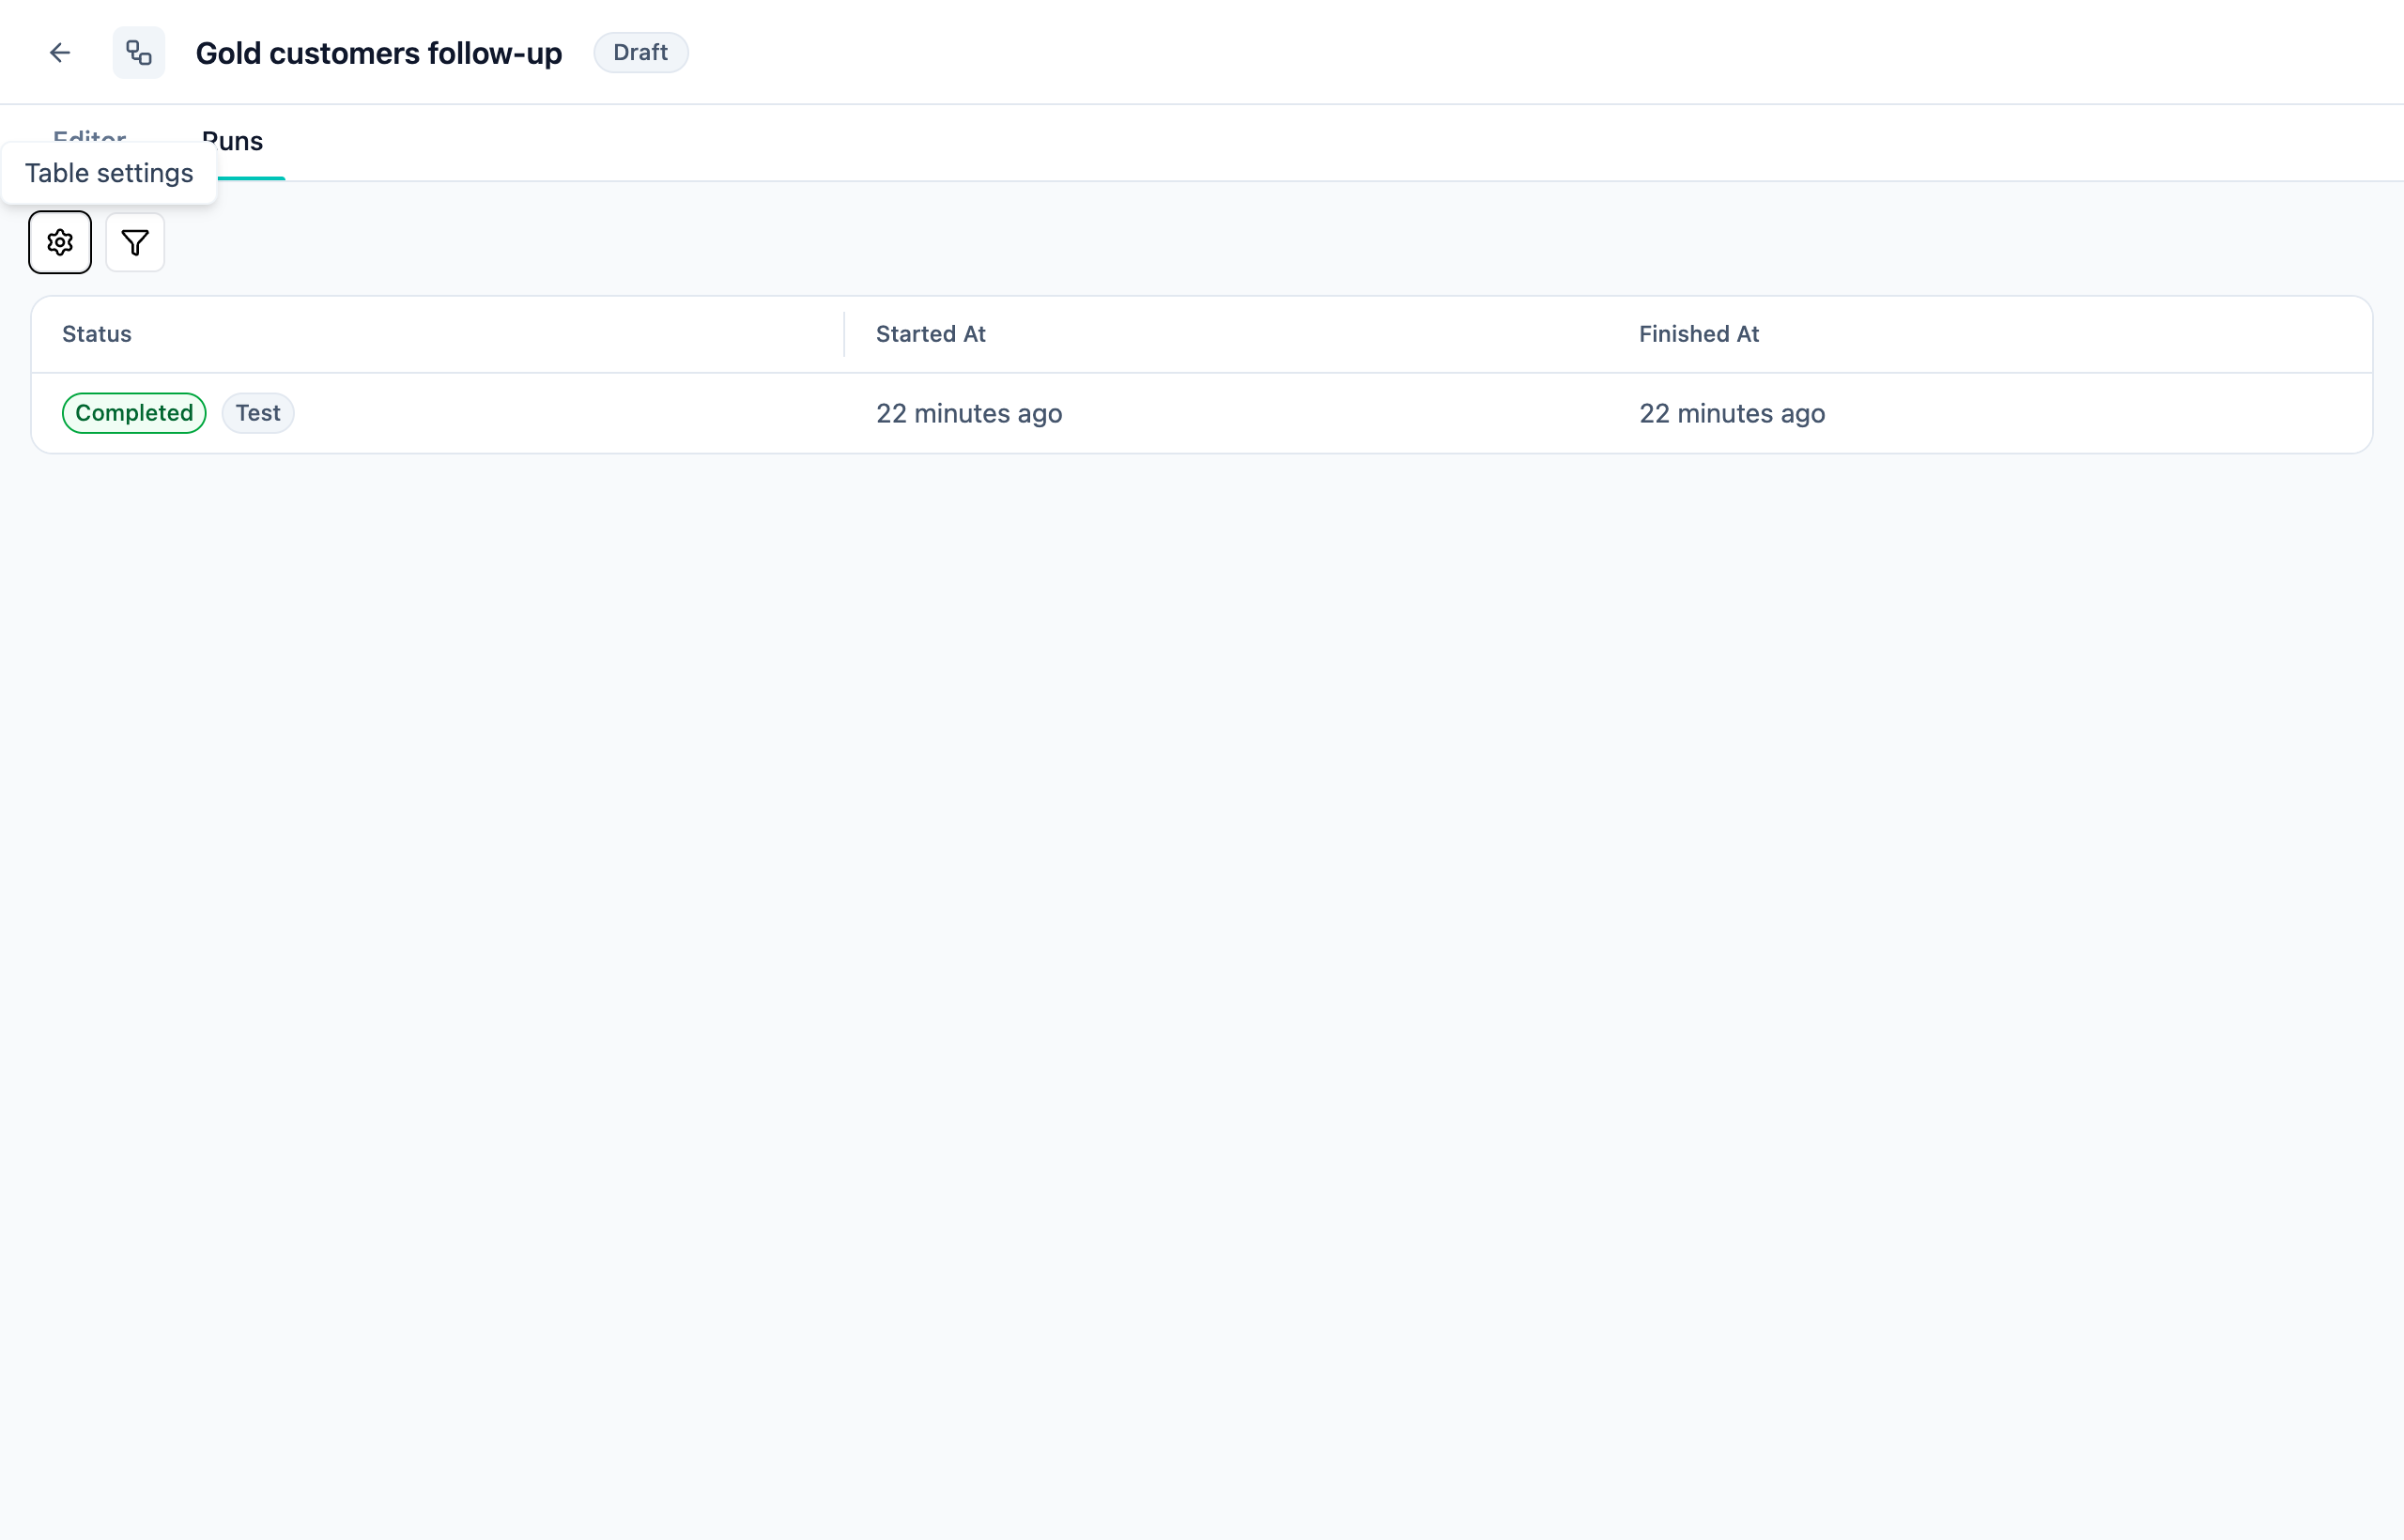 Gold customers follow-up
Draft
Editor
Runs
Table settings
Status
Started At
Finished At
Completed
Test
22 minutes ago
22 minutes ago